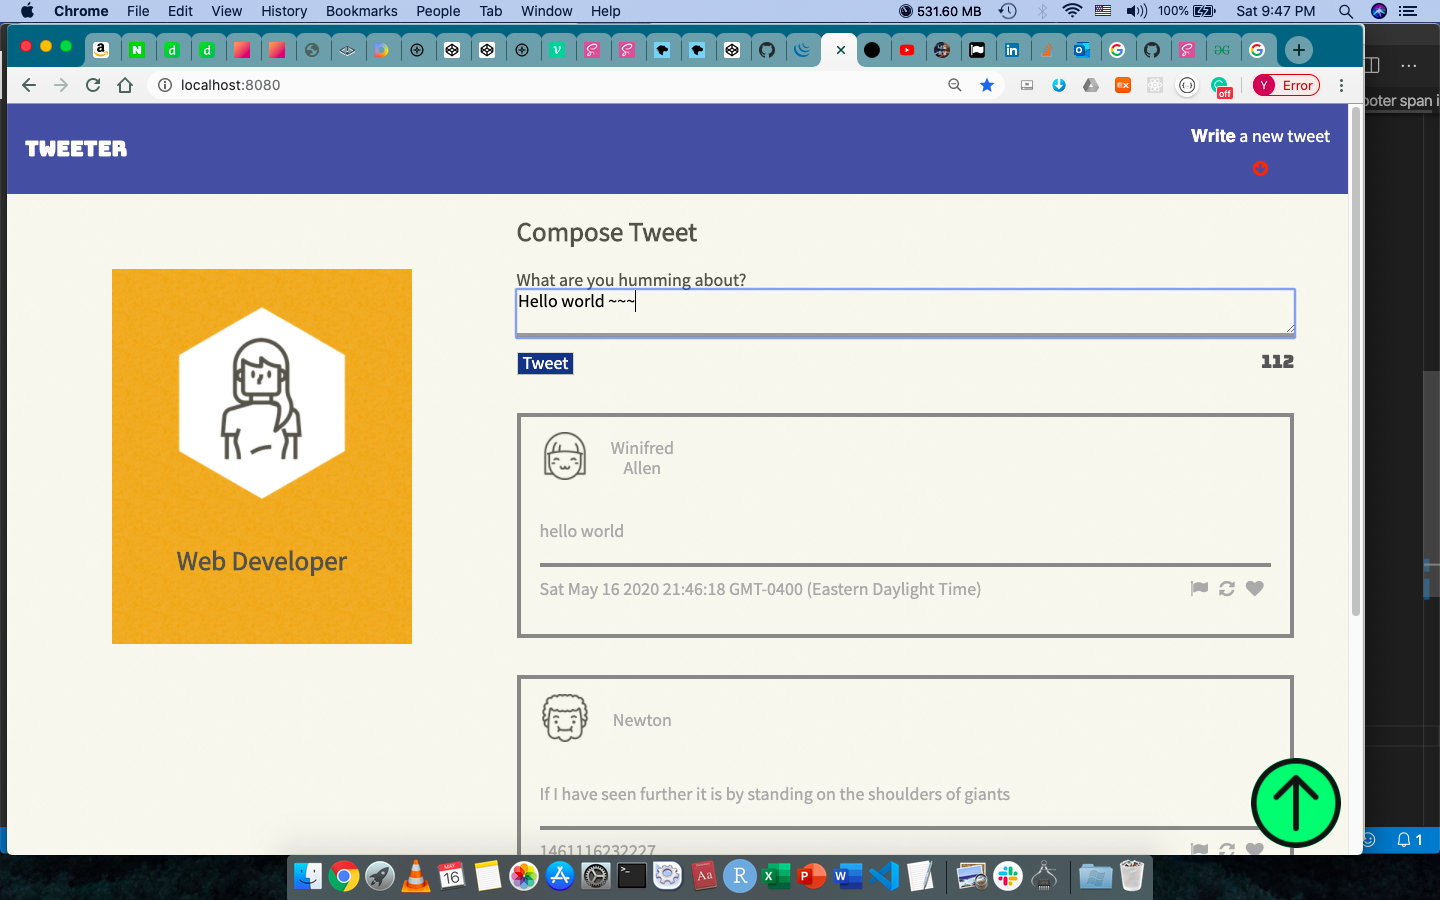 Chrome File Edit View History Bookmarks People Tab Window Help 531.60 MB 100% Sat 9:47 PM
localhost:8080
off
Y Error
ooter span i
TWEETER
Write a new tweet
Compose Tweet
What are you humming about?
Hello world ~~~
Tweet
112
Web Developer
Winifred
Allen
hello world
Sat May 16 2020 21:46:18 GMT-0400 (Eastern Daylight Time)
Newton
If I have seen further it is by standing on the shoulders of giants
1461116232227
1
MAY
16